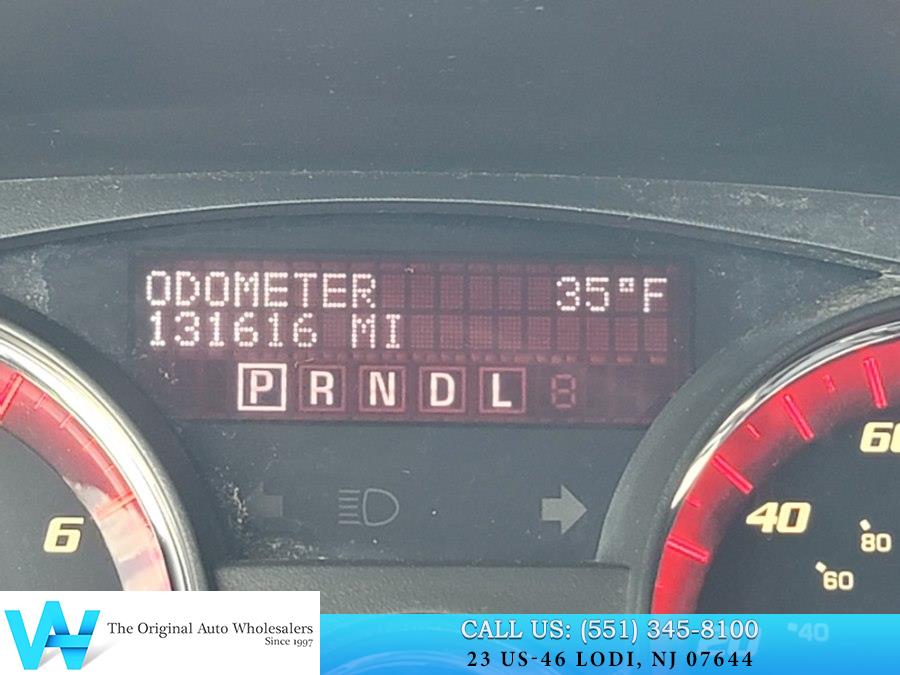 ODOMETER 35°F
131616 MI
P R N D L
6
60
40
80
60
40
The Original Auto Wholesalers
Since 1997
CALL US: (551) 345-8100
23 US-46 LODI, NJ 07644